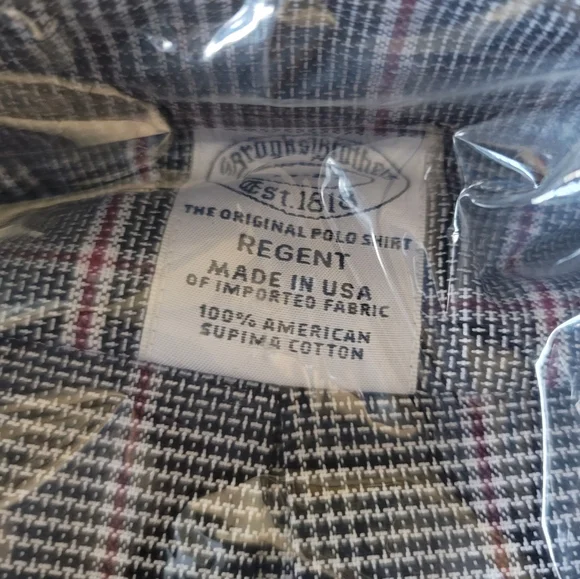 Brooks Brothers
Est. 1818
THE ORIGINAL POLO SHIRT
REGENT
MADE IN USA
OF IMPORTED FABRIC
100% AMERICAN
SUPIMA COTTON